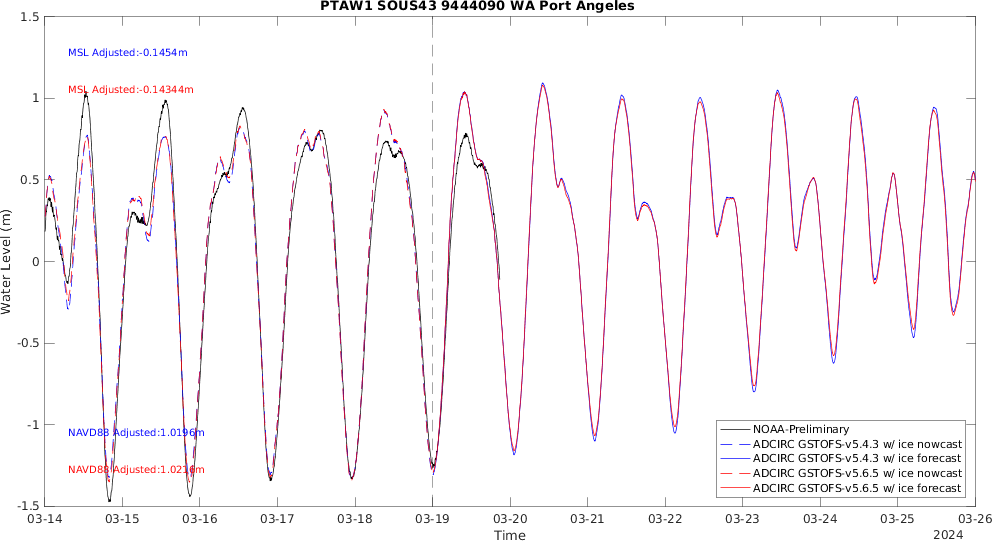 PTAW1 SOUS43 9444090 WA Port Angeles
1.5
1
0.5
0
-0.5
-1
-1.5
Water Level (m)
MSL Adjusted:-0.1454m
MSL Adjusted:-0.14344m
NAVD88 Adjusted:1.0196m
NAVD88 Adjusted:1.0216m
NOAA-Preliminary
ADCIRC GSTOFS-v5.4.3 w/ ice nowcast
ADCIRC GSTOFS-v5.4.3 w/ ice forecast
ADCIRC GSTOFS-v5.6.5 w/ ice nowcast
ADCIRC GSTOFS-v5.6.5 w/ ice forecast
03-14 03-15 03-16 03-17 03-18 03-19 03-20 03-21 03-22 03-23 03-24 03-25 03-26
Time
2024